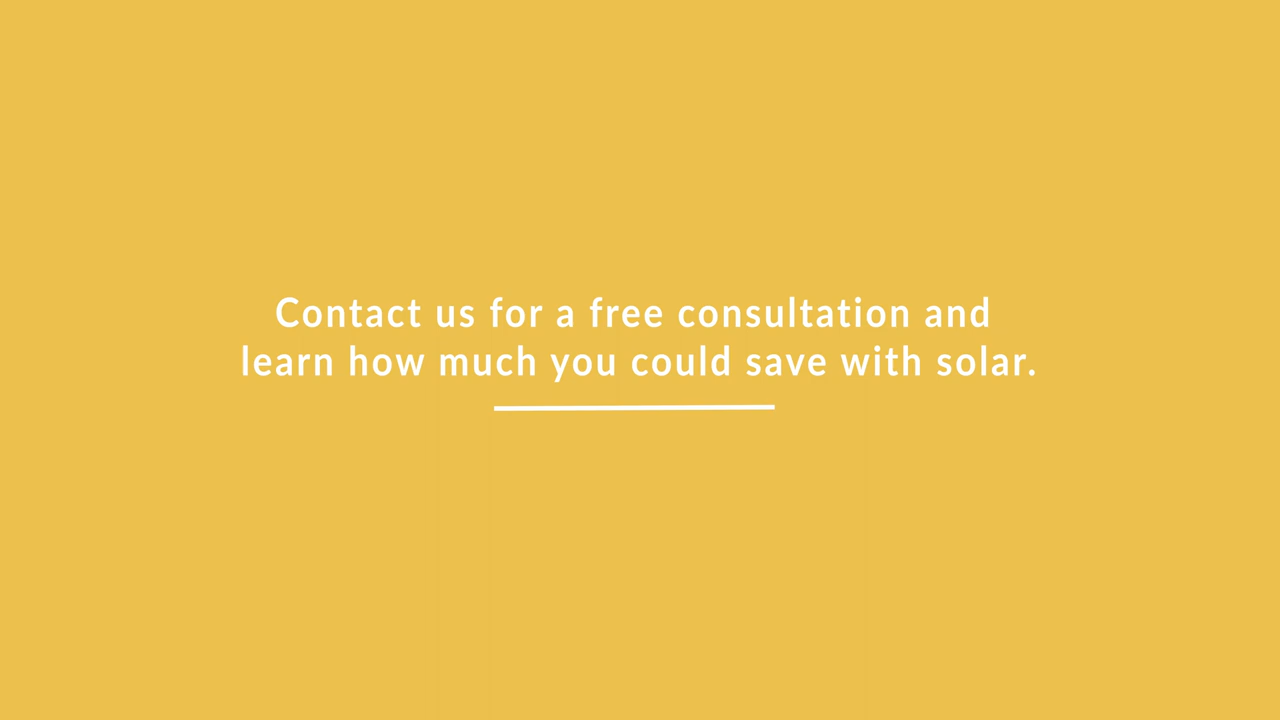 Contact us for a free consultation and
learn how much you could save with solar.